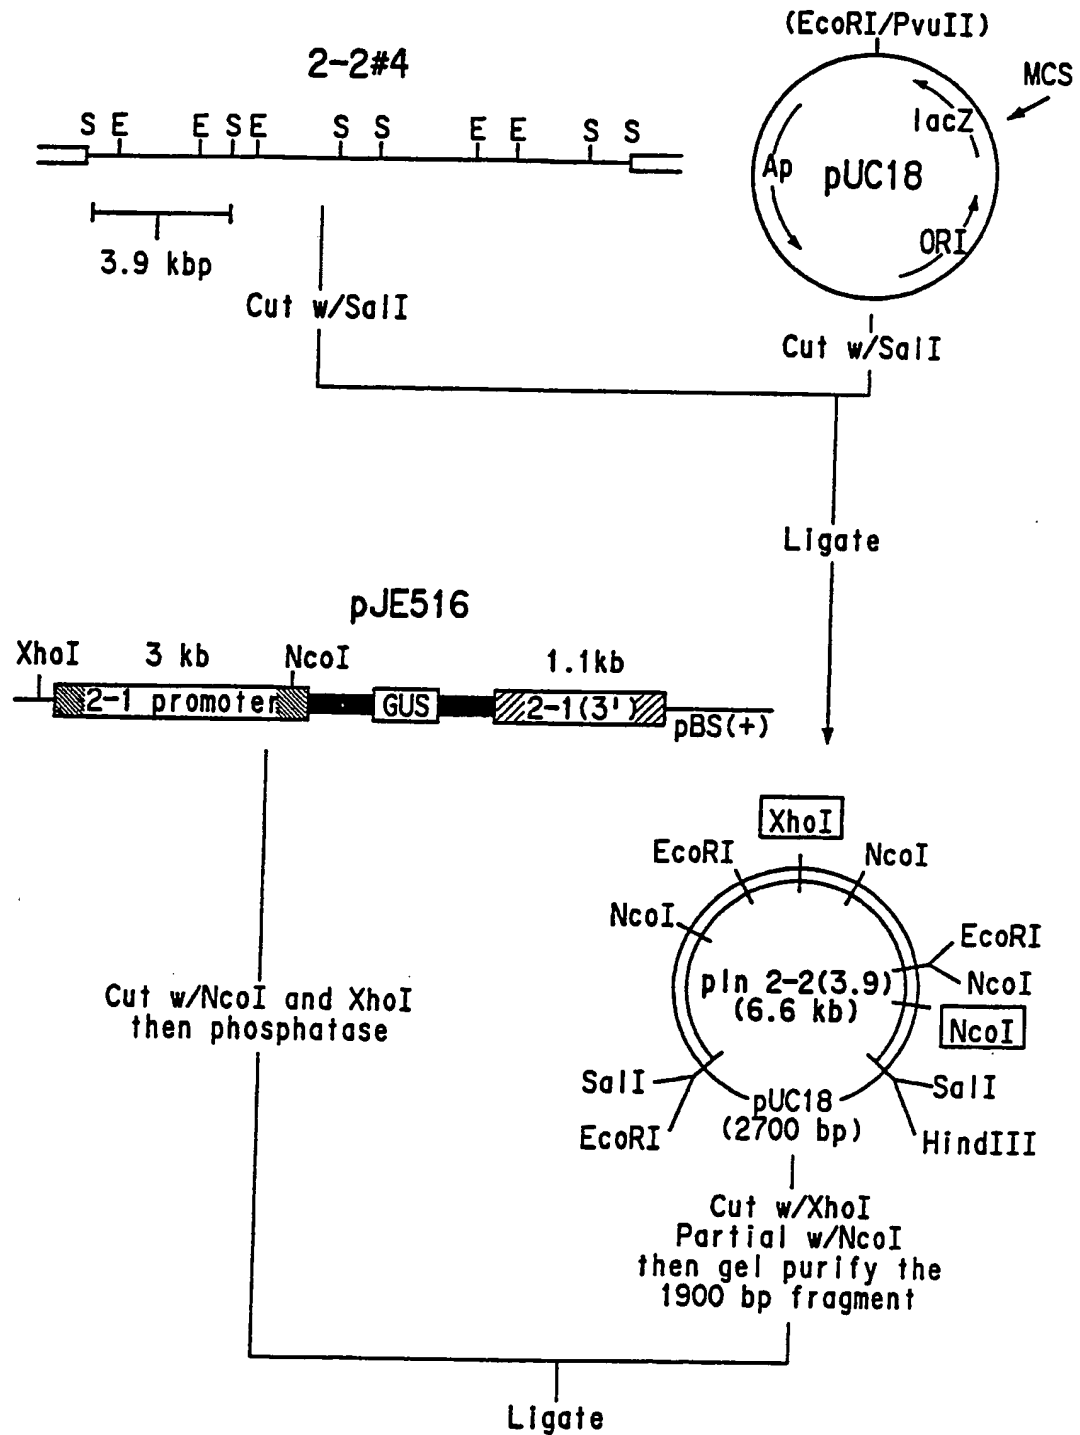 (EcoRI/PvuII)
2-2#4
MCS
S E E S E S S E E S S
lacZ
Ap
pUC18
ORI
3.9 kbp
Cut w/SalI
Cut w/SalI
Ligate
pJE516
XhoI 3 kb NcoI 1.1kb
2-1 promoter GUS 2-1(3')
pBS(+)
XhoI
EcoRI
NcoI
NcoI
EcoRI
NcoI
pIn 2-2(3.9)
(6.6 kb)
NcoI
Cut w/NcoI and XhoI
then phosphatase
SalI
SalI
pUC18
(2700 bp)
EcoRI
HindIII
Cut w/XhoI
Partial w/NcoI
then gel purify the
1900 bp fragment
Ligate